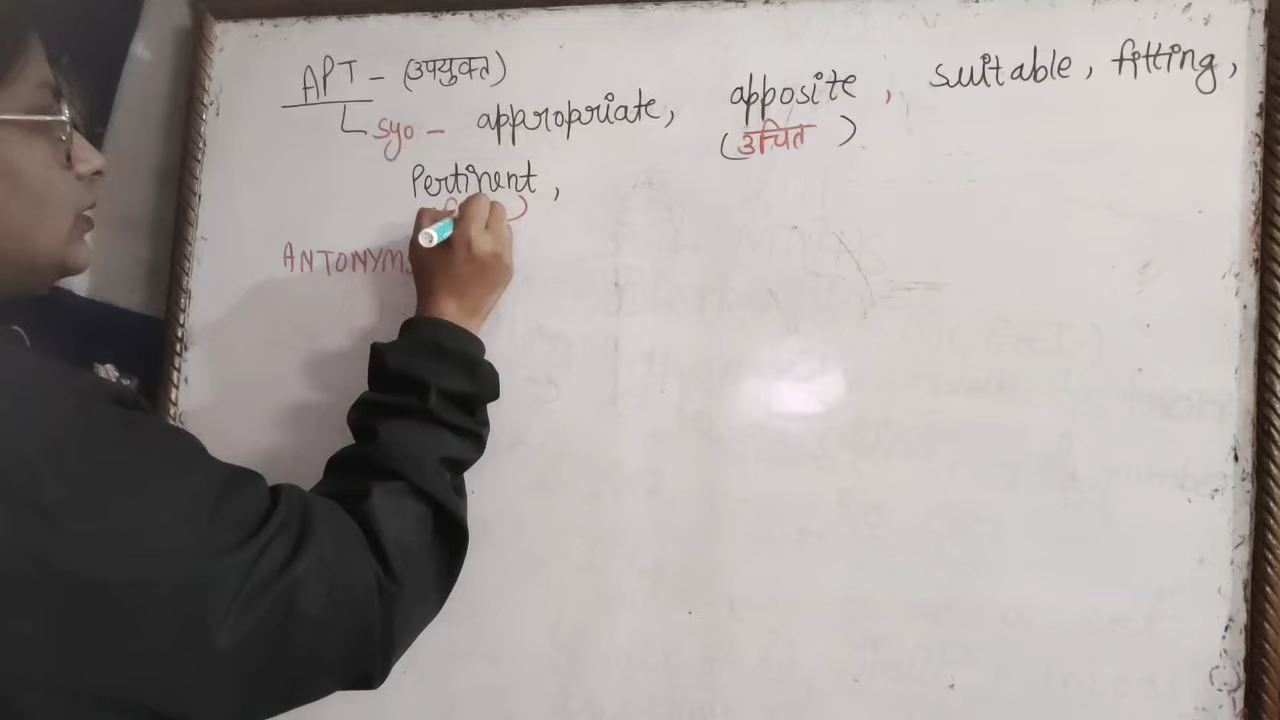 APT - (उपयुक्त)
syo - appropriate, apposite, suitable, fitting,
(उचित)
Pertinent,
ANTONYM